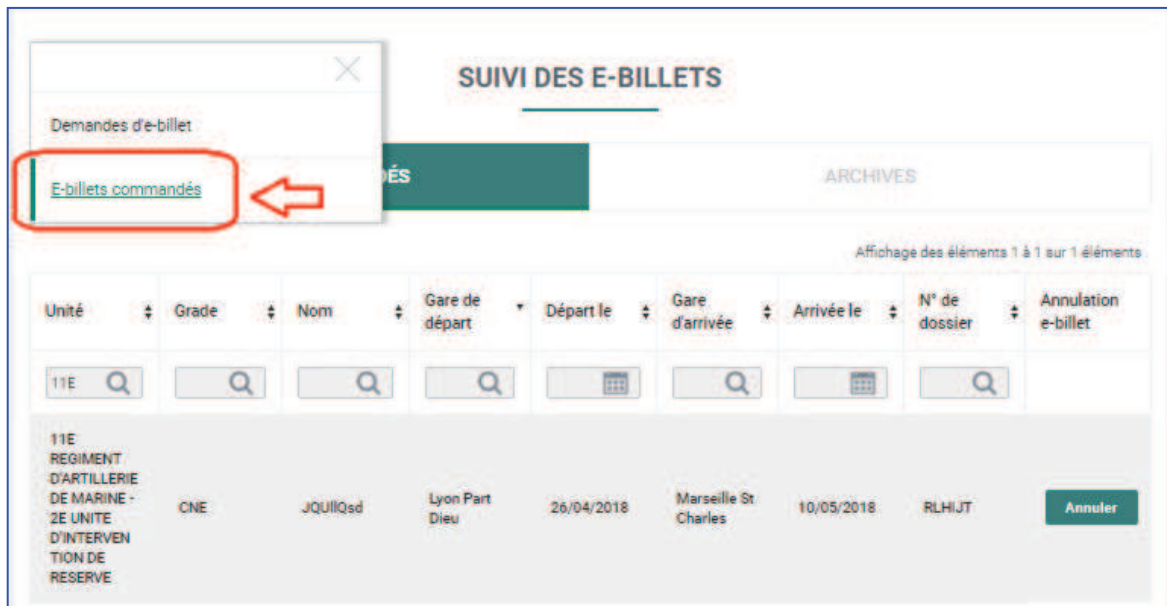 SUIVI DES E-BILLETS
Demandes d'e-billet
E-billets commandés
ÉS
ARCHIVES
Affichage des éléments 1 à 1 sur 1 éléments
Unité
Grade
Nom
Gare de
départ
Départ le
Gare
d'arrivée
Arrivée le
N° de
dossier
Annulation
e-billet
11E
11E
REGIMENT
D'ARTILLERIE
DE MARINE -
2E UNITE
D'INTERVEN
TION DE
RESERVE
CNE
JQUllQsd
Lyon Part
Dieu
26/04/2018
Marseille St
Charles
10/05/2018
RLHIJT
Annuler